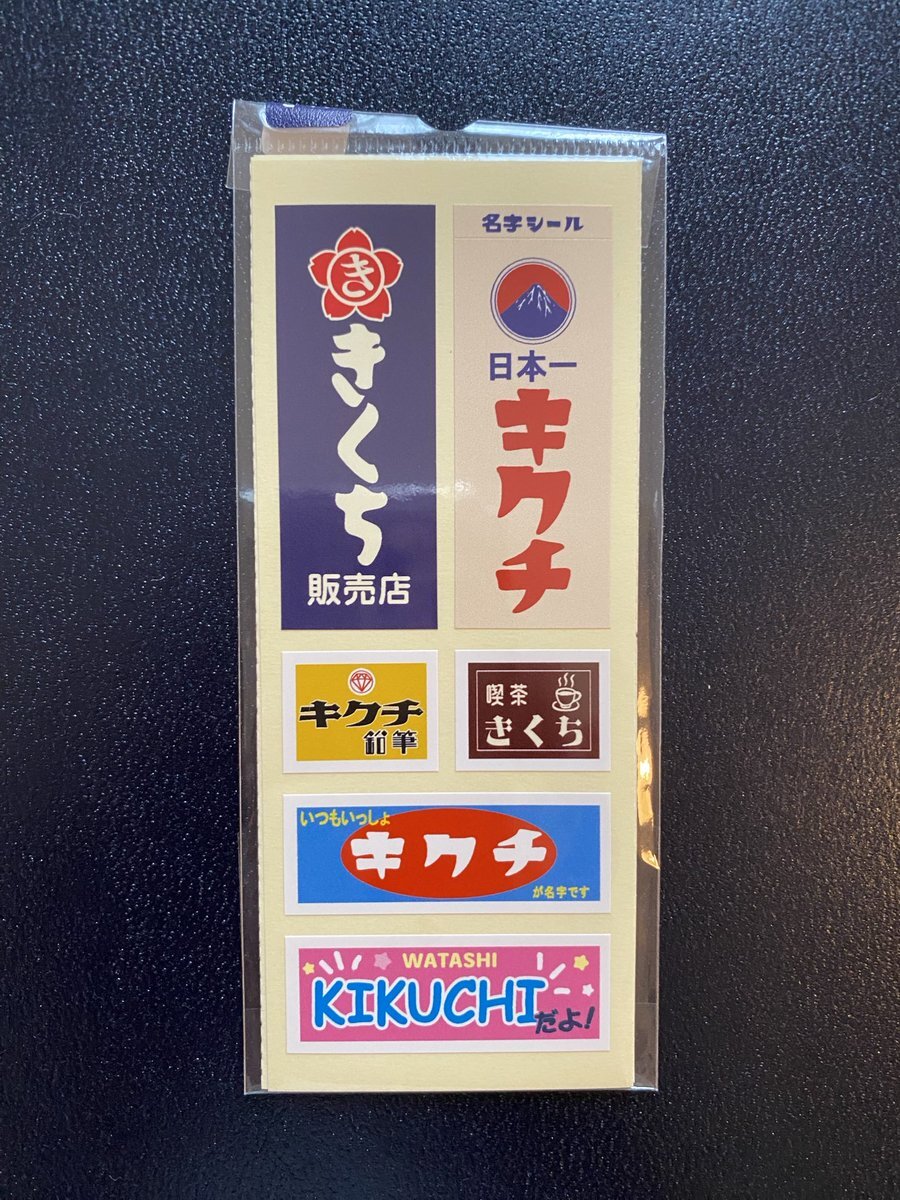 き
きくち
販売店
名字シール
日本一
キクチ
キクチ
鉛筆
喫茶
きくち
いつもいっしょ
キクチ
が名字です
WATASHI
KIKUCHI
だよ!